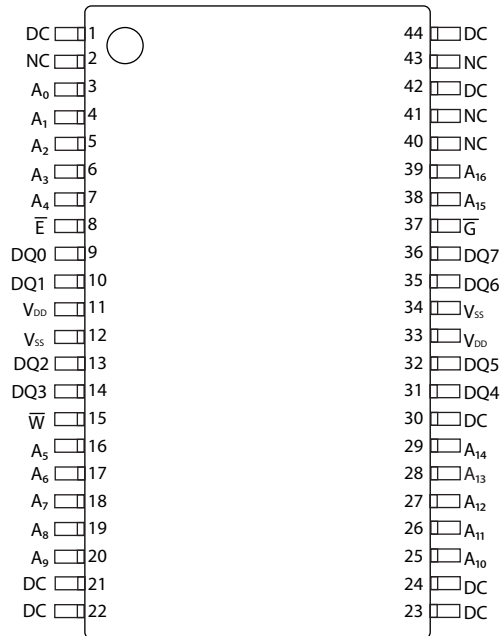 DC 1 44 DC
NC 2 43 NC
A₀ 3 42 DC
A₁ 4 41 NC
A₂ 5 40 NC
A₃ 6 39 A₁₆
A₄ 7 38 A₁₅
E̅ 8 37 G̅
DQ0 9 36 DQ7
DQ1 10 35 DQ6
V_DD 11 34 V_SS
V_SS 12 33 V_DD
DQ2 13 32 DQ5
DQ3 14 31 DQ4
W̅ 15 30 DC
A₅ 16 29 A₁₄
A₆ 17 28 A₁₃
A₇ 18 27 A₁₂
A₈ 19 26 A₁₁
A₉ 20 25 A₁₀
DC 21 24 DC
DC 22 23 DC